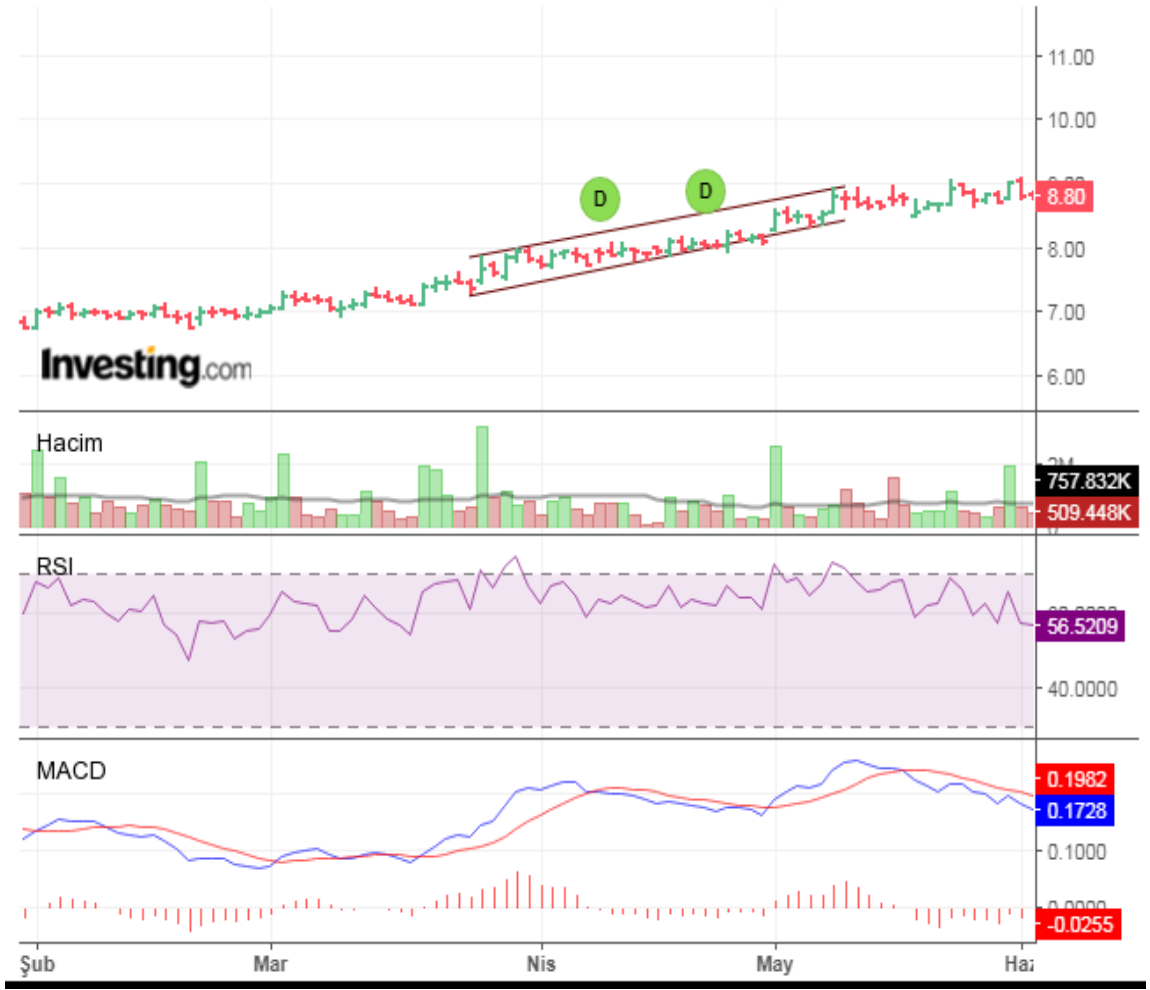 11.00
10.00
D
D
8.80
8.00
7.00
Investing.com
6.00
Hacim
757.832K
509.448K
RSI
56.5209
40.0000
MACD
0.1982
0.1728
0.1000
-0.0255
Şub
Mar
Nis
May